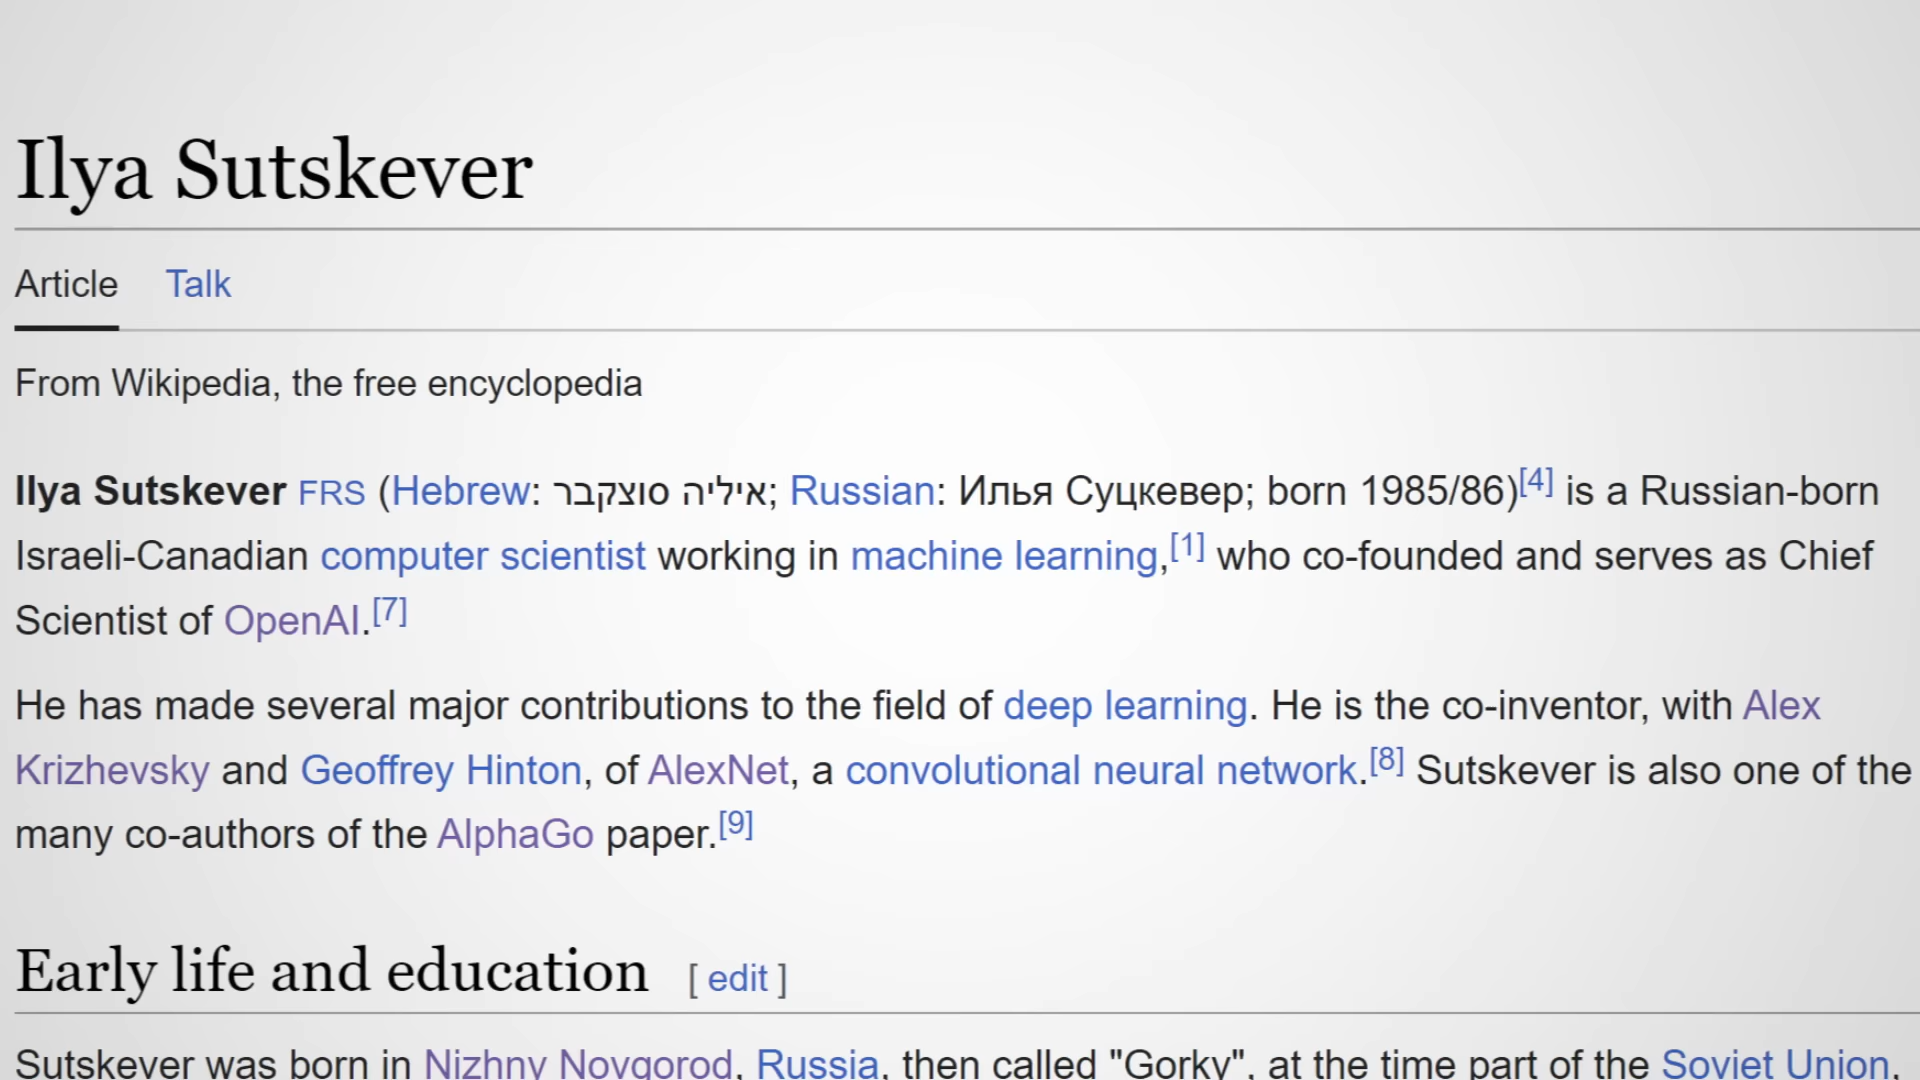 Ilya Sutskever
Article Talk
From Wikipedia, the free encyclopedia
Ilya Sutskever FRS (Hebrew: איליה סוצקבר; Russian: Илья Суцкевер; born 1985/86)[4] is a Russian-born
Israeli-Canadian computer scientist working in machine learning,[1] who co-founded and serves as Chief
Scientist of OpenAI.[7]
He has made several major contributions to the field of deep learning. He is the co-inventor, with Alex
Krizhevsky and Geoffrey Hinton, of AlexNet, a convolutional neural network.[8] Sutskever is also one of the
many co-authors of the AlphaGo paper.[9]
Early life and education [ edit ]
Sutskever was born in Nizhny Novgorod, Russia, then called "Gorky", at the time part of the Soviet Union,